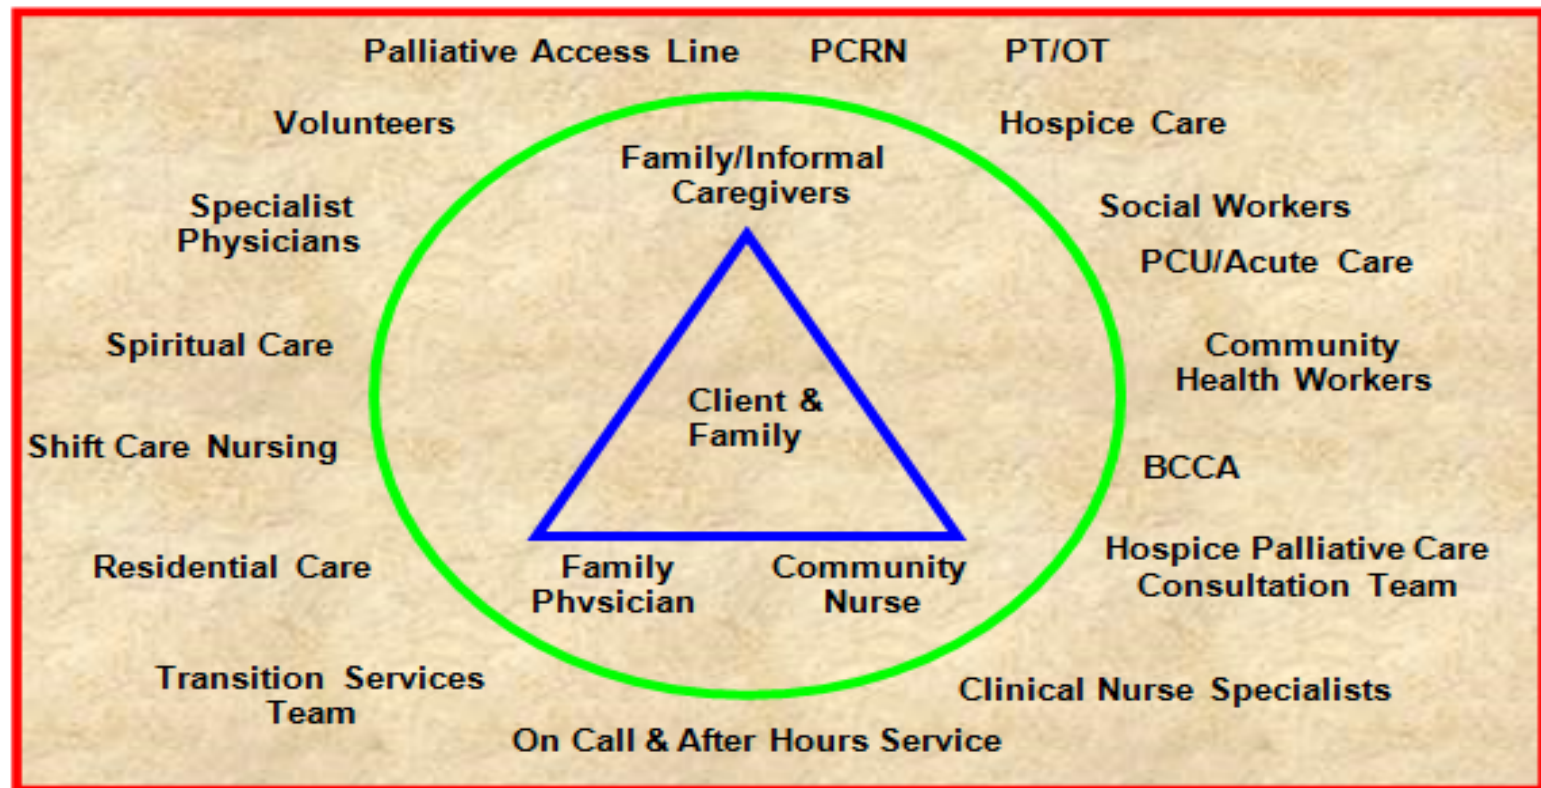 Palliative Access Line PCRN PT/OT
Volunteers
Hospice Care
Family/Informal
Caregivers
Specialist
Physicians
Social Workers
PCU/Acute Care
Spiritual Care
Community
Health Workers
Client &
Family
Shift Care Nursing
BCCA
Residential Care
Family
Phvsician
Community
Nurse
Hospice Palliative Care
Consultation Team
Transition Services
Team
Clinical Nurse Specialists
On Call & After Hours Service